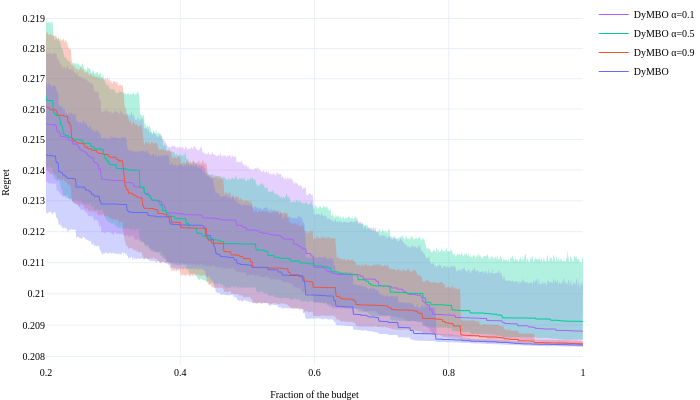 0.219
0.218
0.217
0.216
0.215
0.214
0.213
0.212
0.211
0.21
0.209
0.208
Regret
0.2
0.4
0.6
0.8
1
Fraction of the budget
DyMBO α=0.1
DyMBO α=0.5
DyMBO α=0.9
DyMBO